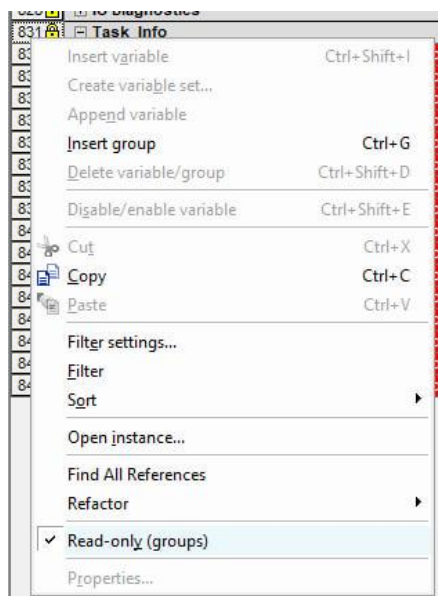 831 Task_Info
Insert variable Ctrl+Shift+I
Create variable set...
Append variable
Insert group Ctrl+G
Delete variable/group Ctrl+Shift+D
Disable/enable variable Ctrl+Shift+E
Cut Ctrl+X
Copy Ctrl+C
Paste Ctrl+V
Filter settings...
Filter
Sort
Open instance...
Find All References
Refactor
Read-only (groups)
Properties...